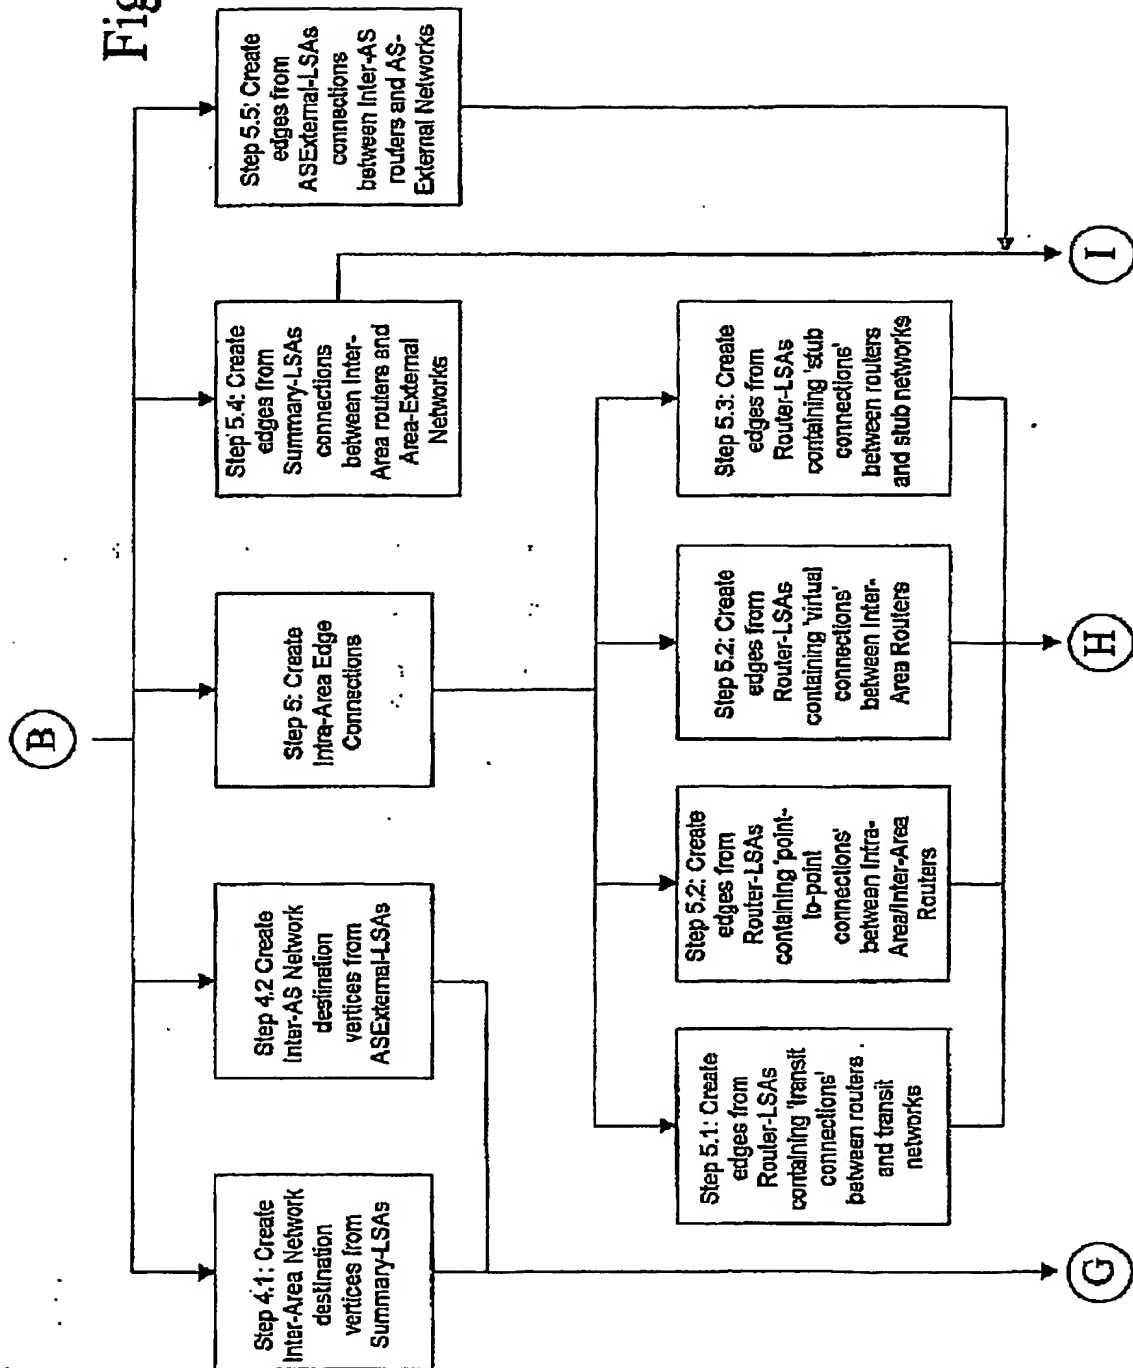 Fig
B
Step 4.1: Create
Inter-Area Network
destination
vertices from
Summary-LSAs
Step 4.2 Create
Inter-AS Network
destination
vertices from
ASExternal-LSAs
Step 5: Create
Intra-Area Edge
Connections
Step 5.4: Create
edges from
Summary-LSAs
connections
between Inter-
Area routers and
Area-External
Networks
Step 5.5: Create
edges from
ASExternal-LSAs
connections
between Inter-AS
routers and AS-
External Networks
Step 5.1: Create
edges from
Router-LSAs
containing 'transit
connections'
between routers
and transit
networks
Step 5.2: Create
edges from
Router-LSAs
containing 'point-
to-point
connections'
between Intra-
Area/Inter-Area
Routers
Step 5.2: Create
edges from
Router-LSAs
containing 'virtual
connections'
between Inter-
Area Routers
Step 5.3: Create
edges from
Router-LSAs
containing 'stub
connections'
between routers
and stub networks
G
H
I